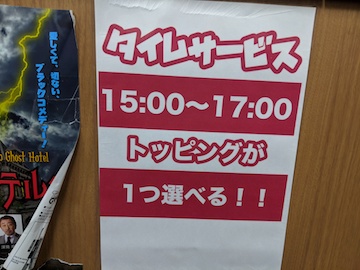 タイムサービス
15:00〜17:00
トッピングが
1つ選べる！！
ブラックコメディー！
Ghost Hotel
テル